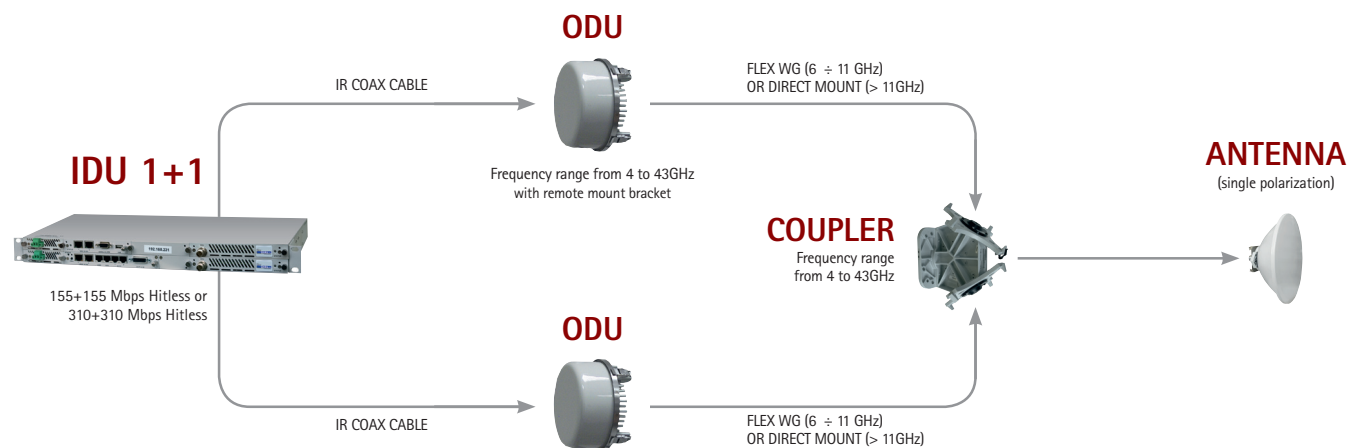 ODU
IR COAX CABLE
FLEX WG (6 ÷ 11 GHz)
OR DIRECT MOUNT (> 11GHz)
IDU 1+1
Frequency range from 4 to 43GHz
with remote mount bracket
ANTENNA
(single polarization)
COUPLER
Frequency range
from 4 to 43GHz
155+155 Mbps Hitless or
310+310 Mbps Hitless
ODU
IR COAX CABLE
FLEX WG (6 ÷ 11 GHz)
OR DIRECT MOUNT (> 11GHz)